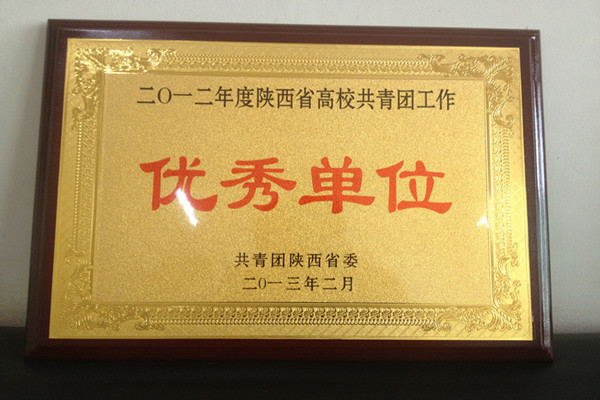 二〇一二年度陕西省高校共青团工作
优秀单位
共青团陕西省委
二〇一三年二月